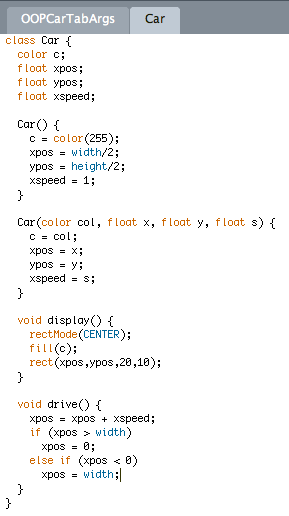 OOPCarTabArgs Car
class Car {
  color c;
  float xpos;
  float ypos;
  float xspeed;

  Car() {
    c = color(255);
    xpos = width/2;
    ypos = height/2;
    xspeed = 1;
  }

  Car(color col, float x, float y, float s) {
    c = col;
    xpos = x;
    ypos = y;
    xspeed = s;
  }

  void display() {
    rectMode(CENTER);
    fill(c);
    rect(xpos,ypos,20,10);
  }

  void drive() {
    xpos = xpos + xspeed;
    if (xpos > width)
      xpos = 0;
    else if (xpos < 0)
      xpos = width;
  }
}